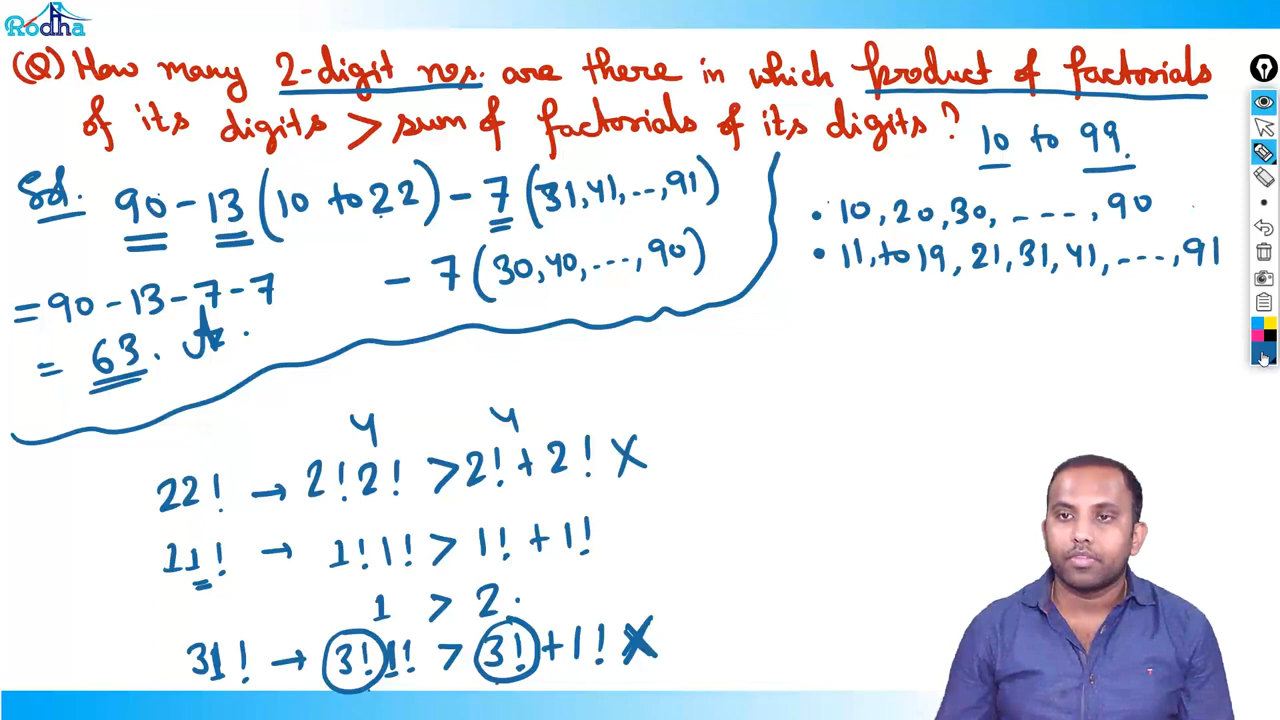 Rodha
(Q) How many 2-digit nos. are there in which product of factorials
of its digits > sum of factorials of its digits?
10 to 99.
Sol. 90 - 13 (10 to 22) - 7 (31, 41, ..., 91)
- 7 (30, 40, ..., 90)
= 90 - 13 - 7 - 7
= 63. A.
• 10, 20, 30, ----, 90
• 11, to 19, 21, 31, 41, ----, 91
4 4
22! → 2! 2! > 2! + 2! X
11! → 1! 1! > 1! + 1!
1 > 2.
31! → 3! 1! > 3! + 1! X